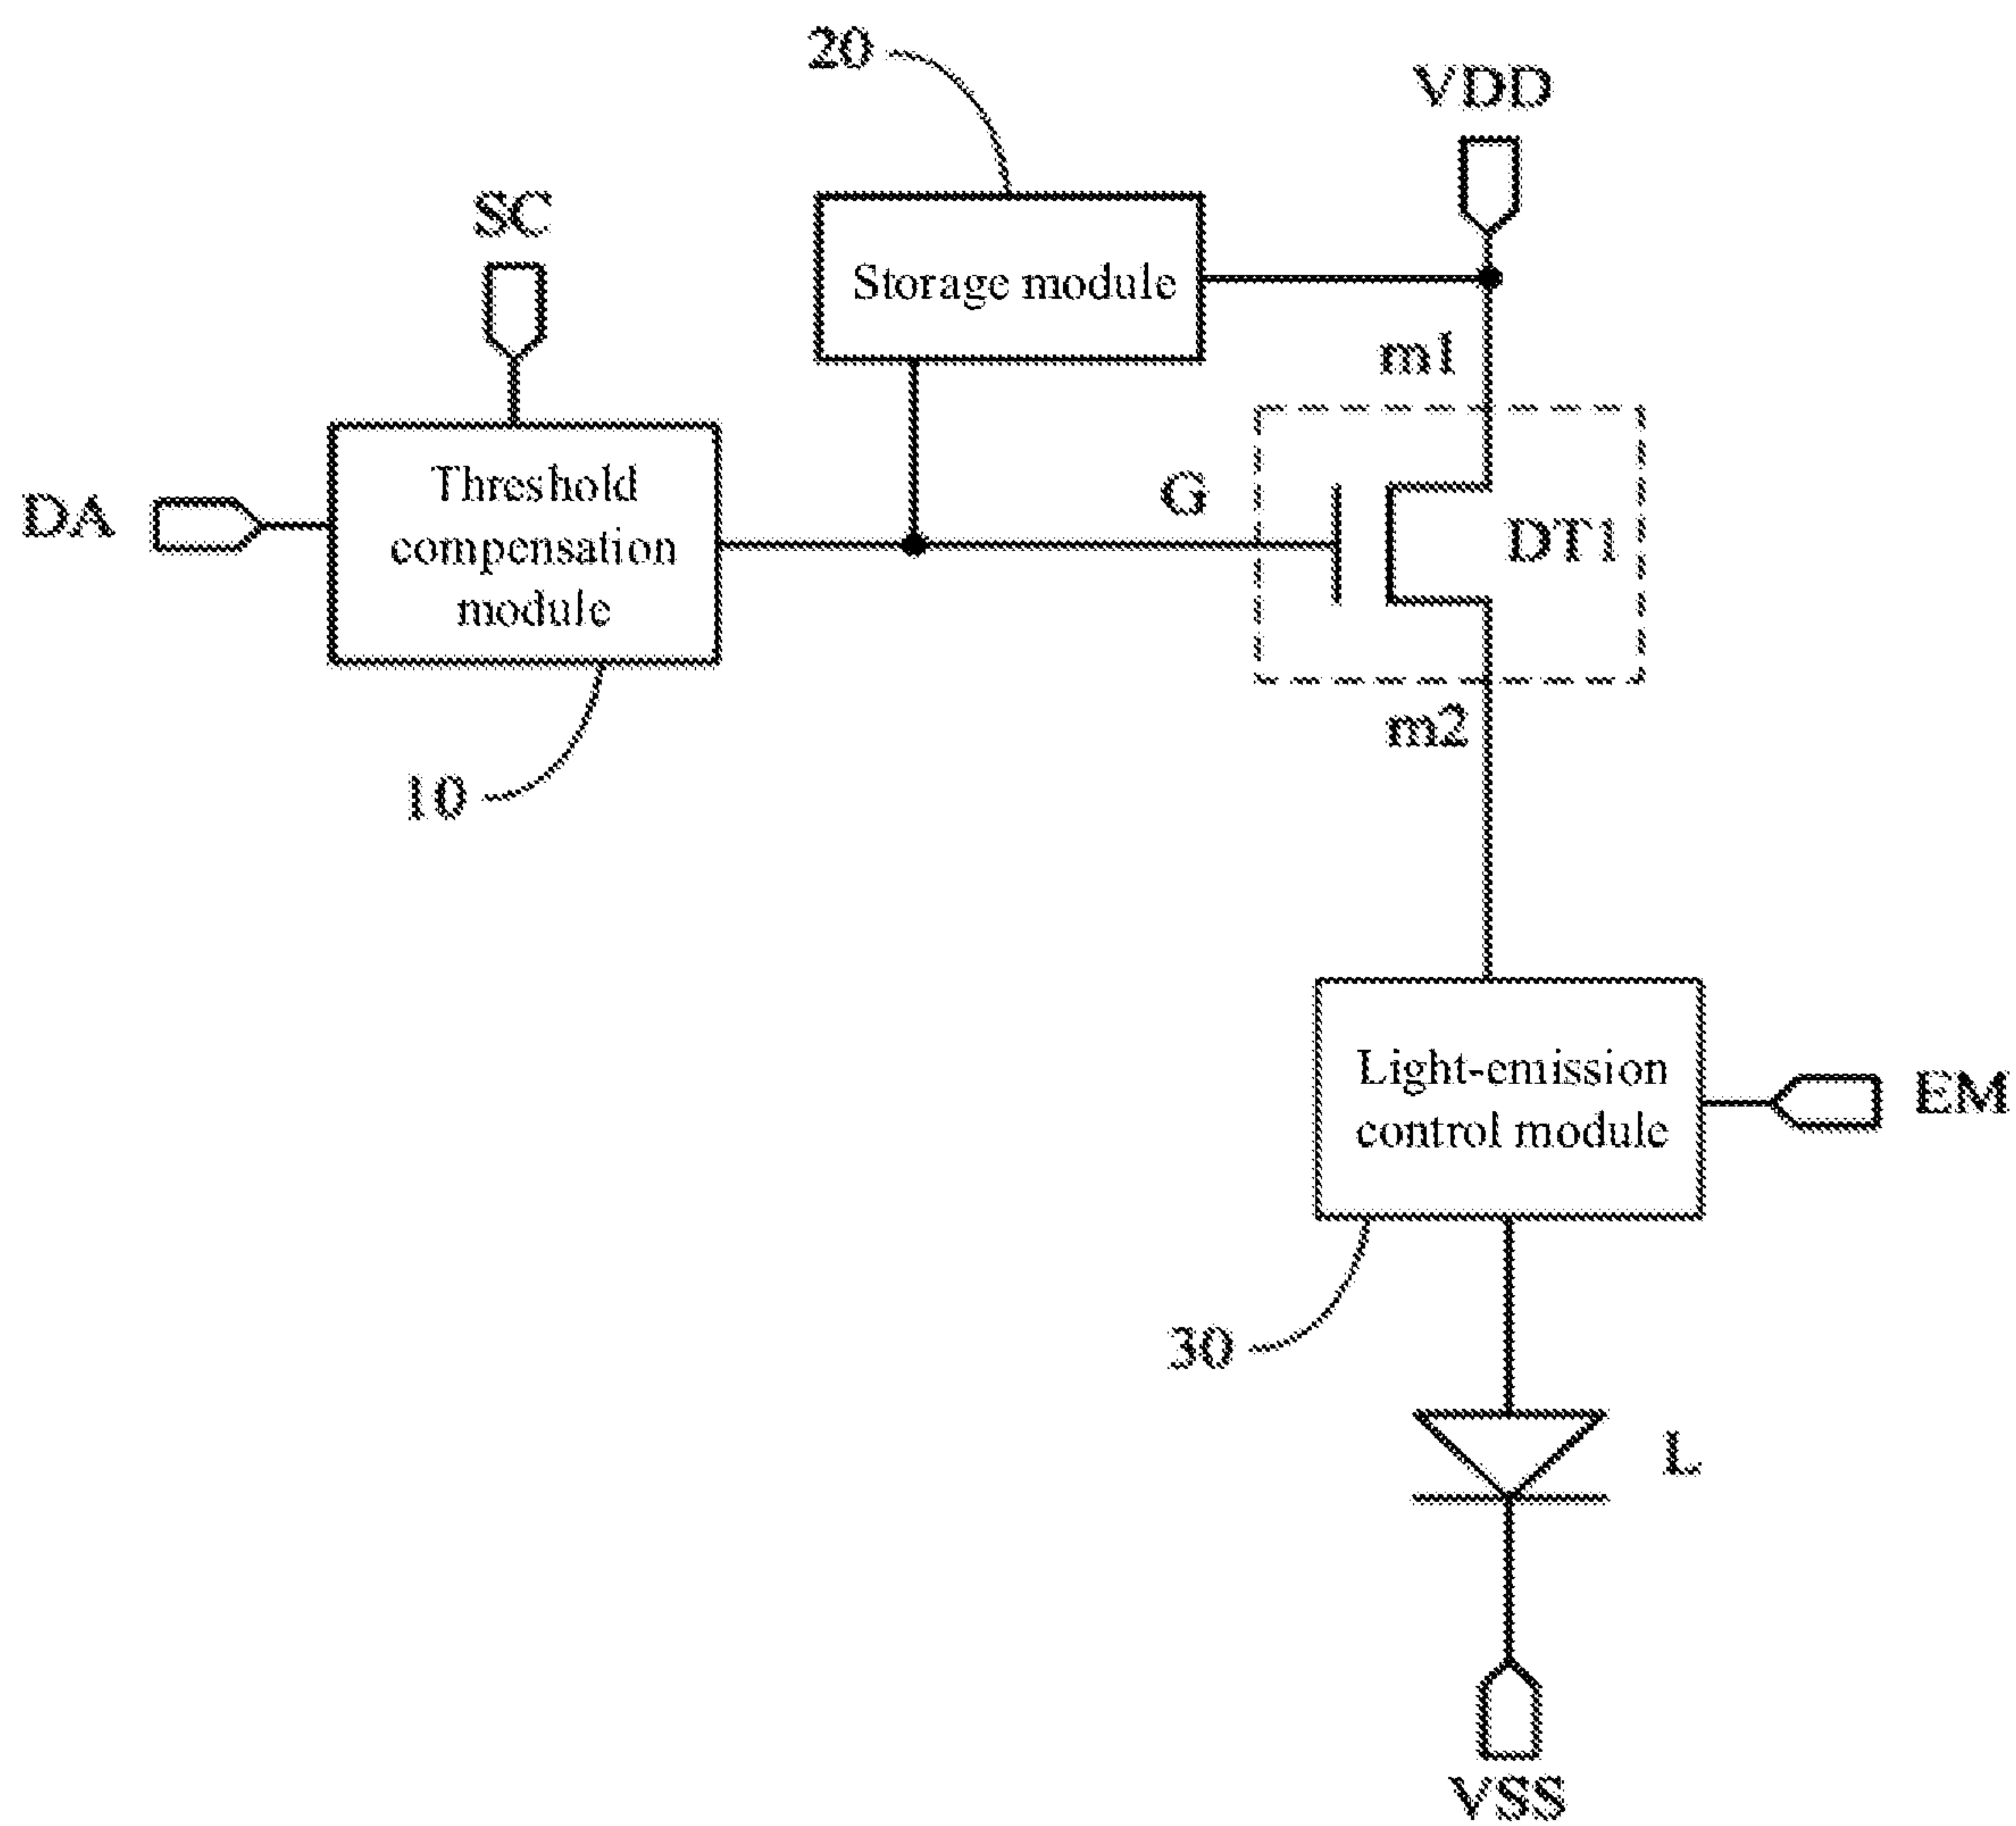 20
VDD
SC
Storage module
m1
Threshold
compensation
module
DA
G
DT1
m2
10
Light-emission
control module
EM
30
L
VSS